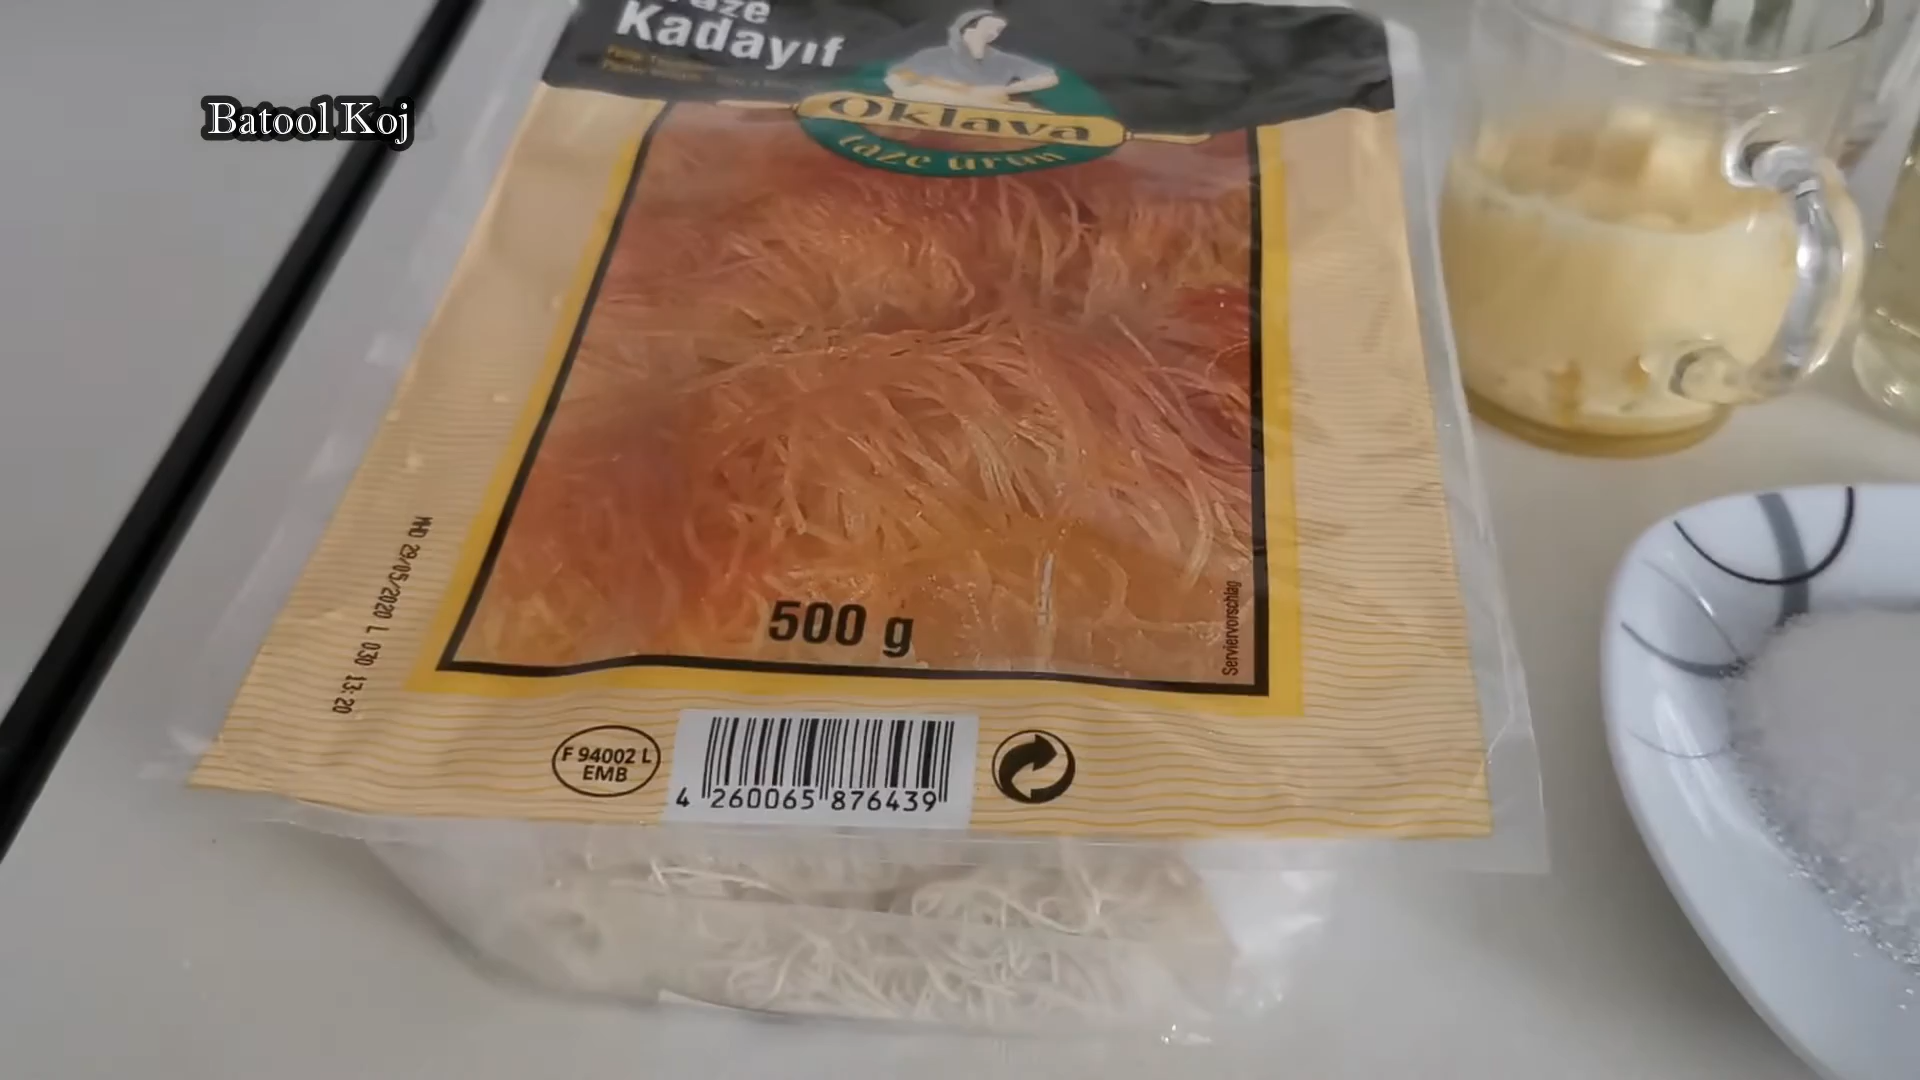 Taze
Kadayıf
Batool Koj
Oklava
taze ürün
MHD 29/05/2020 L 030 13:20
500 g
Serviervorschlag
F 94002 L
EMB
4 260065 876439